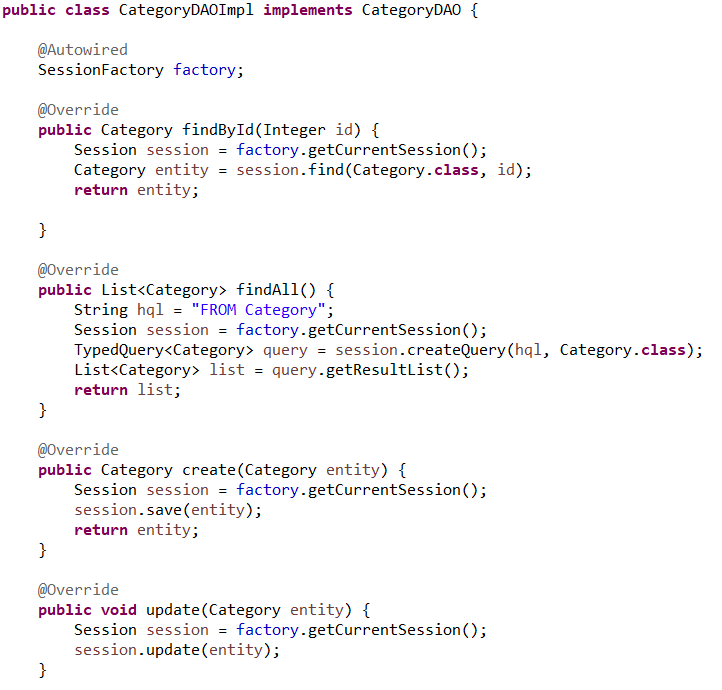 public class CategoryDAOImpl implements CategoryDAO {
@Autowired
SessionFactory factory;
@Override
public Category findById(Integer id) {
Session session = factory.getCurrentSession();
Category entity = session.find(Category.class, id);
return entity;
}
@Override
public List<Category> findAll() {
String hql = "FROM Category";
Session session = factory.getCurrentSession();
TypedQuery<Category> query = session.createQuery(hql, Category.class);
List<Category> list = query.getResultList();
return list;
}
@Override
public Category create(Category entity) {
Session session = factory.getCurrentSession();
session.save(entity);
return entity;
}
@Override
public void update(Category entity) {
Session session = factory.getCurrentSession();
session.update(entity);
}